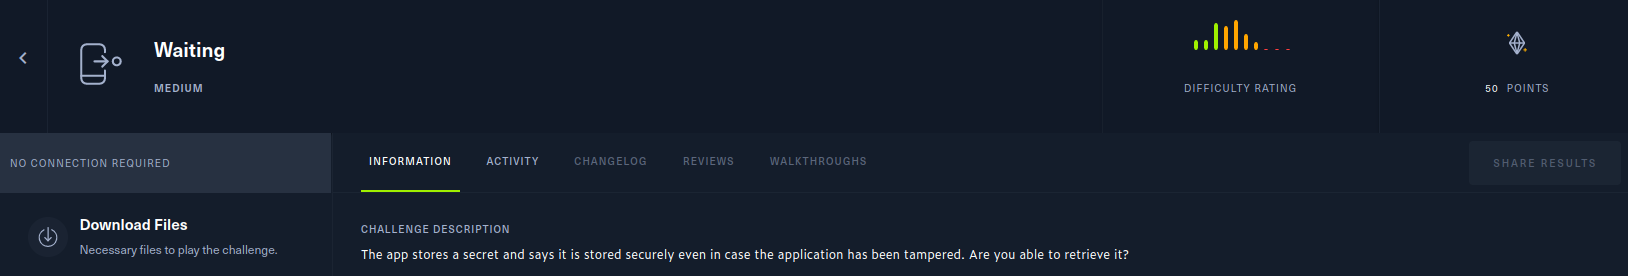 Waiting
MEDIUM
DIFFICULTY RATING
50 POINTS
NO CONNECTION REQUIRED
INFORMATION ACTIVITY CHANGELOG REVIEWS WALKTHROUGHS
SHARE RESULTS
Download Files
Necessary files to play the challenge.
CHALLENGE DESCRIPTION
The app stores a secret and says it is stored securely even in case the application has been tampered. Are you able to retrieve it?